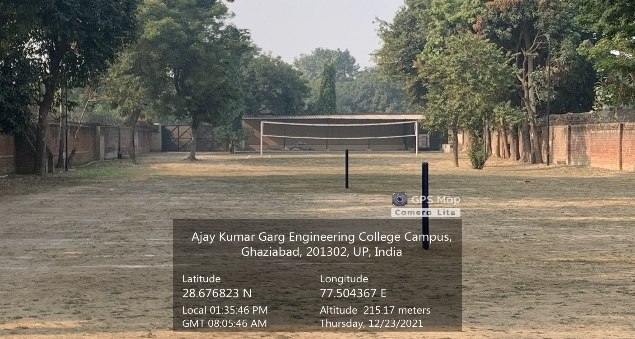 GPS Map
Camera Lite
Ajay Kumar Garg Engineering College Campus,
Ghaziabad, 201302, UP, India
Latitude Longitude
28.676823 N 77.504367 E
Local 01:35:46 PM Altitude 215.17 meters
GMT 08:05:46 AM Thursday, 12/23/2021